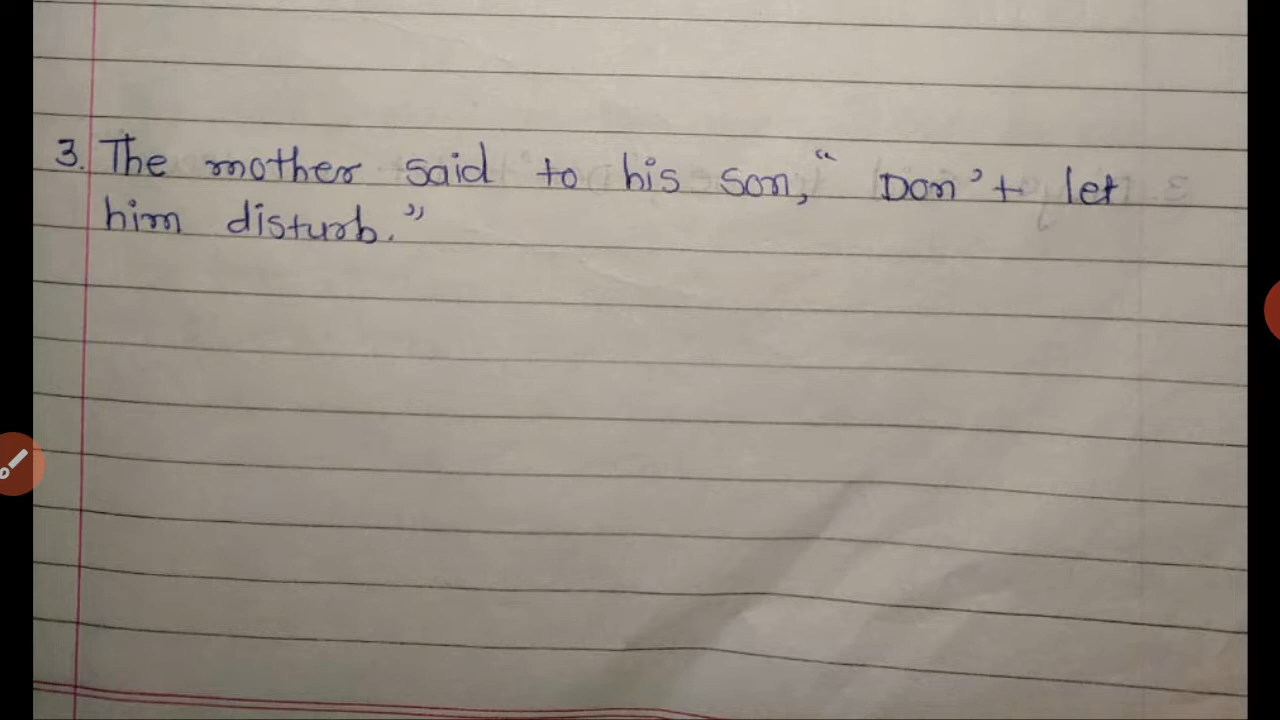 3. The mother said to his son, “ Don't let
him disturb.”